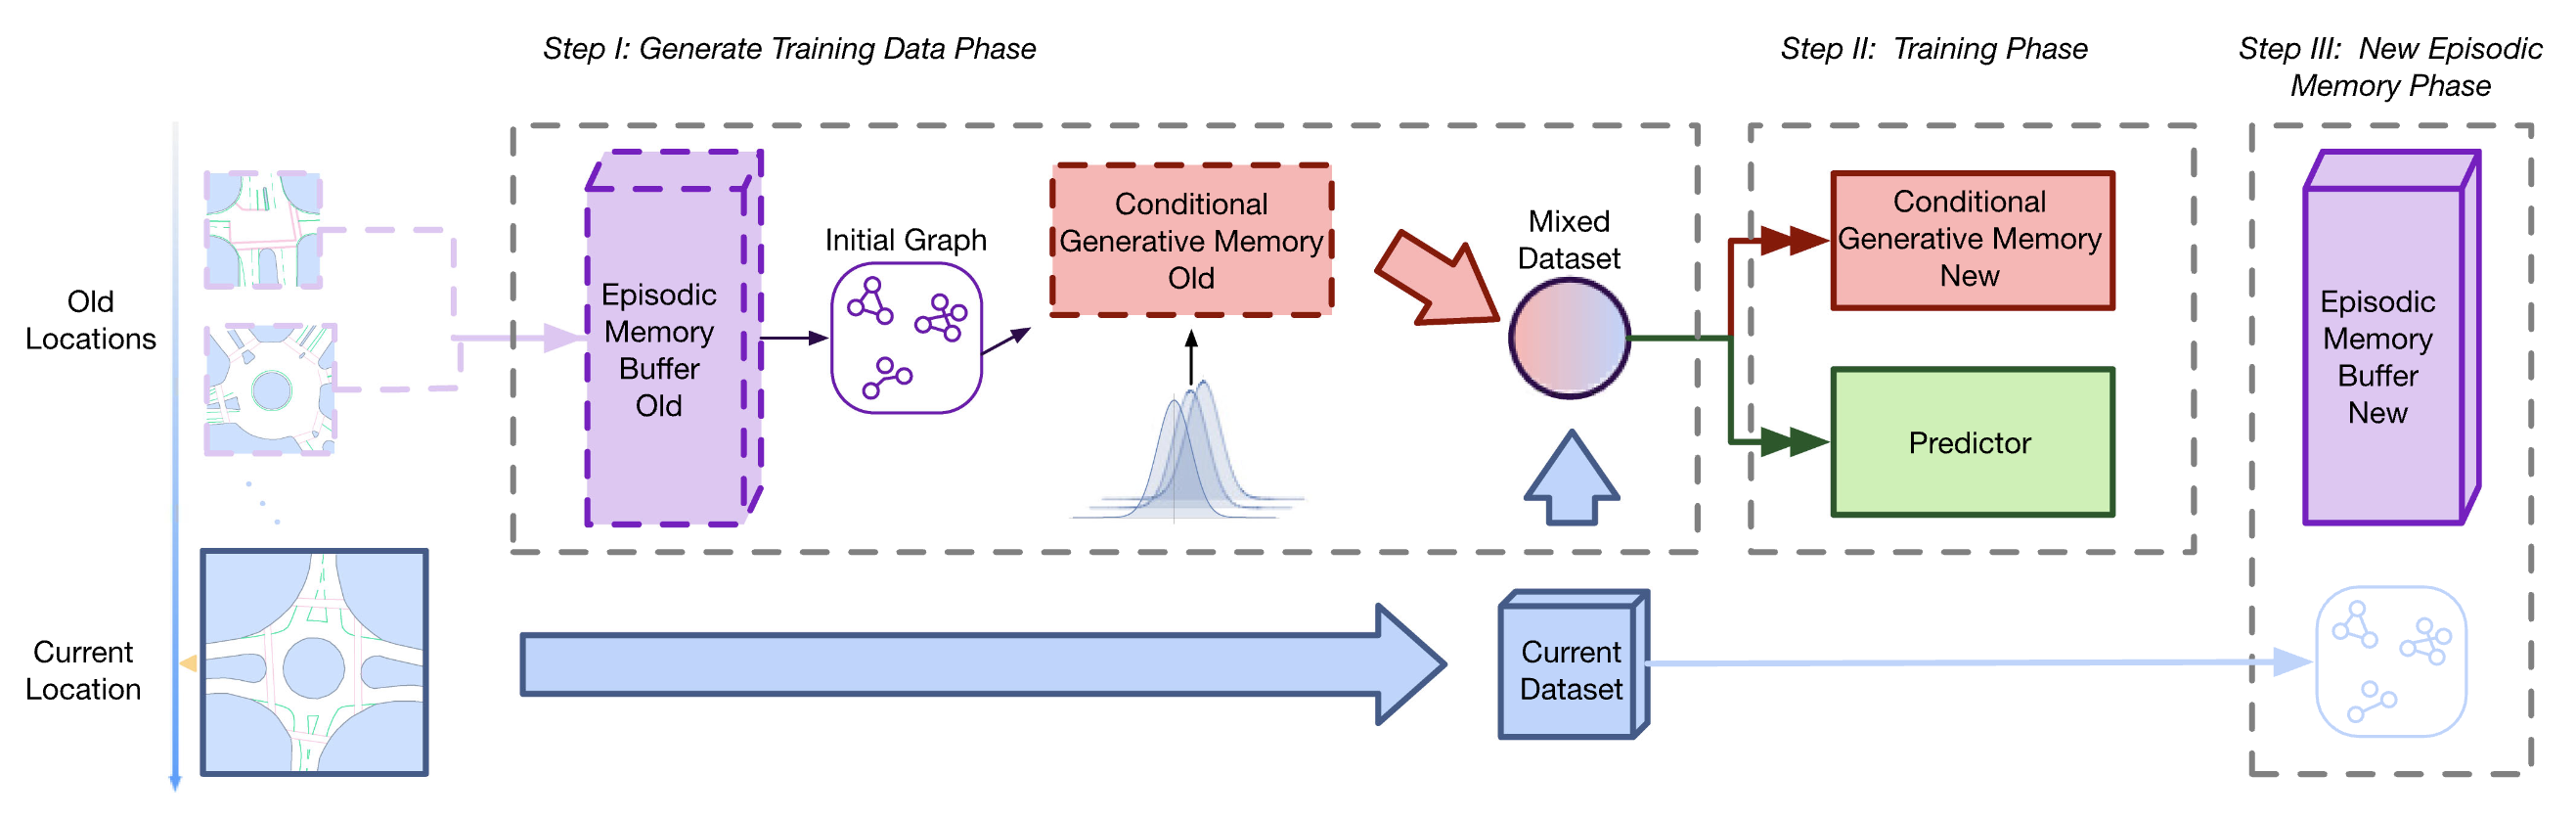 Step I: Generate Training Data Phase
Step II: Training Phase
Step III: New Episodic
Memory Phase
Old
Locations
Episodic
Memory
Buffer
Old
Initial Graph
Conditional
Generative Memory
Old
Mixed
Dataset
Conditional
Generative Memory
New
Predictor
Episodic
Memory
Buffer
New
Current
Location
Current
Dataset